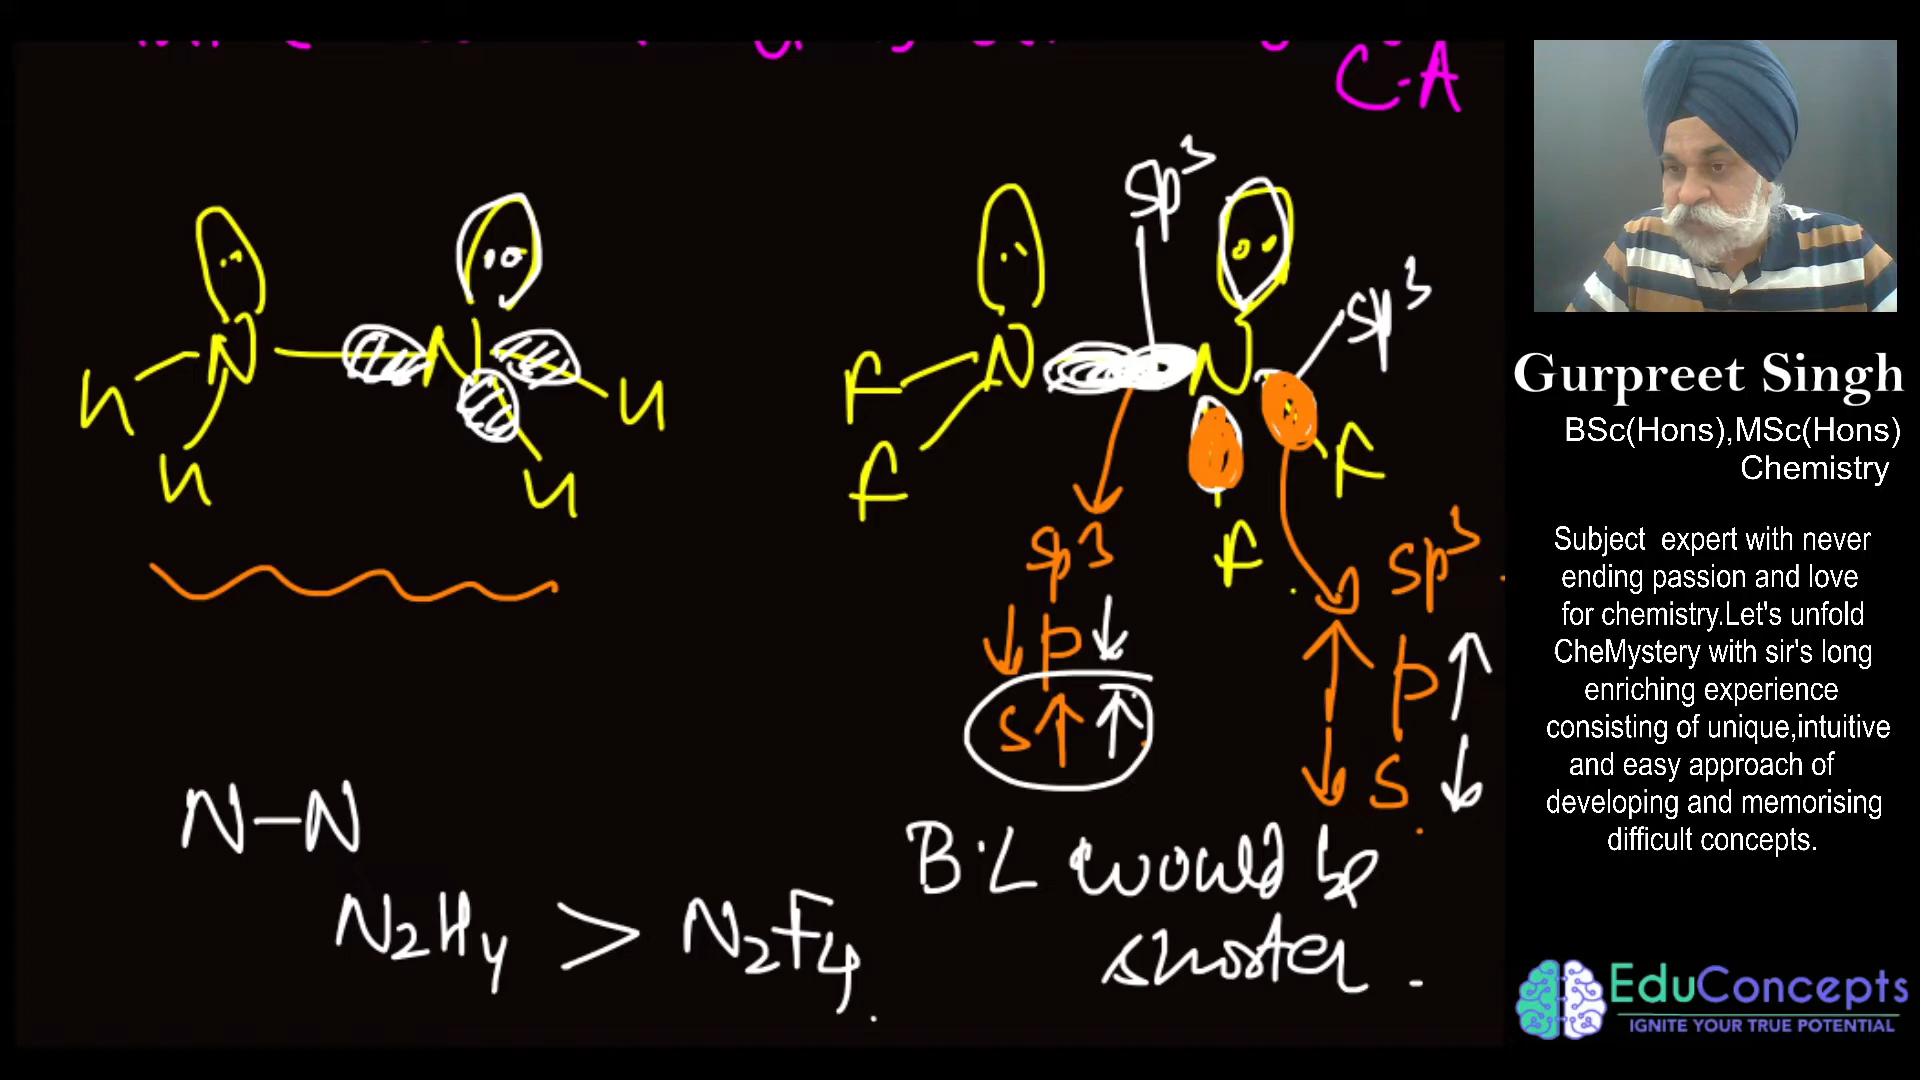 C-A
sp³
sp³
N
N
H
H
H
H
F
F
N
N
F
F
sp³
p
s
sp³
p
s
N-N
N₂H₄ > N₂F₄.
B.L would be
shorter.
Gurpreet Singh
BSc(Hons),MSc(Hons)
Chemistry
Subject expert with never
ending passion and love
for chemistry.Let's unfold
CheMystery with sir's long
enriching experience
consisting of unique,intuitive
and easy approach of
developing and memorising
difficult concepts.
EduConcepts
IGNITE YOUR TRUE POTENTIAL